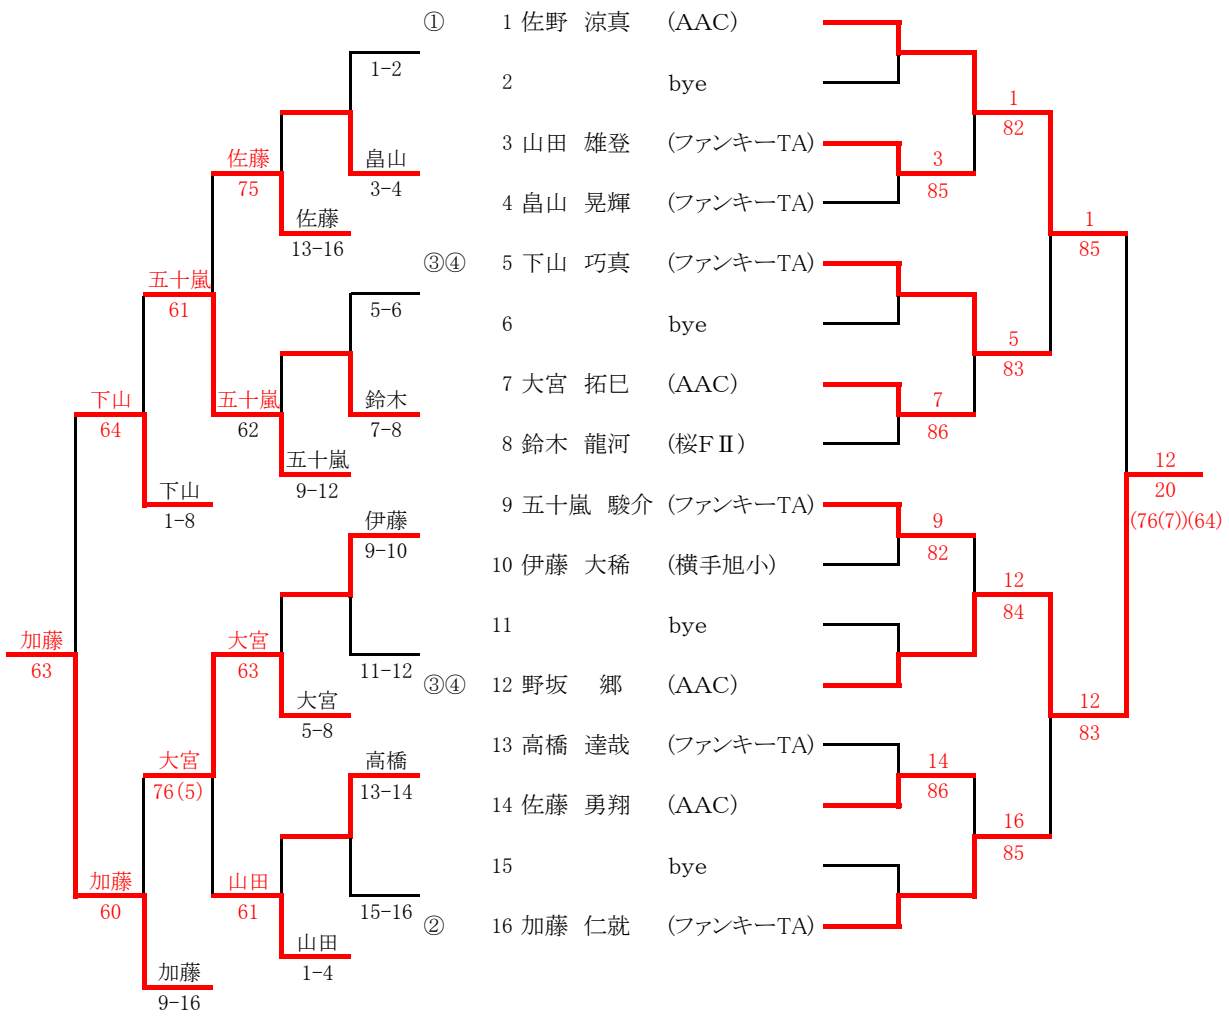 ① 1 佐野 涼真 (AAC)
1-2
2 bye
1
82
3 山田 雄登 (ファンキーTA)
佐藤 畠山 3
75 3-4 85
4 畠山 晃輝 (ファンキーTA)
佐藤 1
13-16 85
③④ 5 下山 巧真 (ファンキーTA)
五十嵐
61 5-6
6 bye
5
83
7 大宮 拓巳 (AAC)
下山 五十嵐 鈴木 7
64 62 7-8 86
8 鈴木 龍河 (桜FⅡ)
五十嵐 12
下山 9-12 20
1-8 (76(7))(64)
9 五十嵐 駿介 (ファンキーTA)
伊藤 9
9-10 82
10 伊藤 大稀 (横手旭小)
12
84
11 bye
加藤 大宮
63 63 11-12
③④ 12 野坂 郷 (AAC)
大宮 12
5-8 83
13 高橋 達哉 (ファンキーTA)
大宮 高橋 14
76(5) 13-14 86
14 佐藤 勇翔 (AAC)
16
85
15 bye
加藤 山田
60 61 15-16
② 16 加藤 仁就 (ファンキーTA)
山田
加藤 1-4
9-16